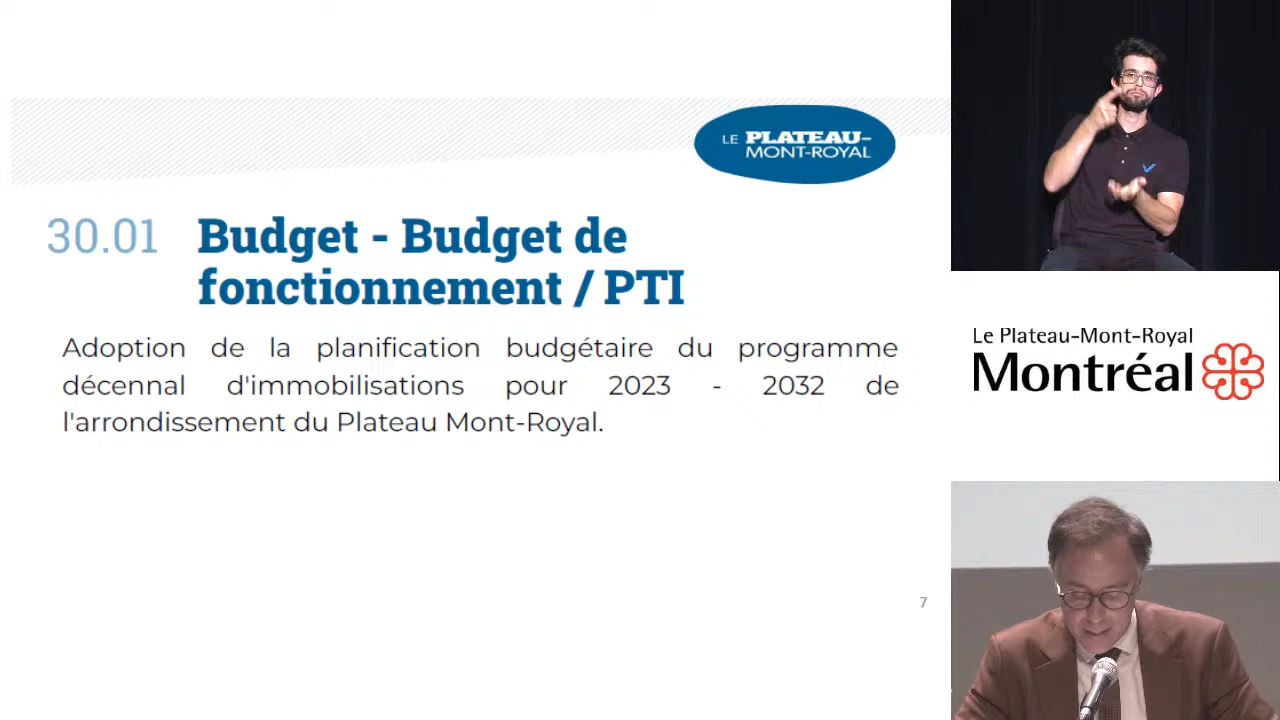 LE PLATEAU-
MONT-ROYAL
30.01 Budget - Budget de
fonctionnement / PTI
Adoption de la planification budgétaire du programme
décennal d'immobilisations pour 2023 - 2032 de
l'arrondissement du Plateau Mont-Royal.
7
Le Plateau-Mont-Royal
Montréal